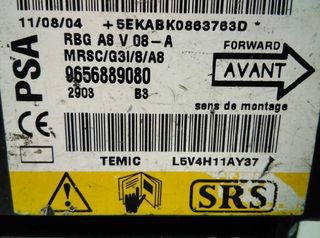 11/08/04 +5EKABK0863763D *
PSA
RBG A8 V 08-A
MRSC/G3I/8/A8
9656889080
2903 B3
FORWARD
AVANT
sens de montage
CE
TEMIC L5V4H11AY37
SRS